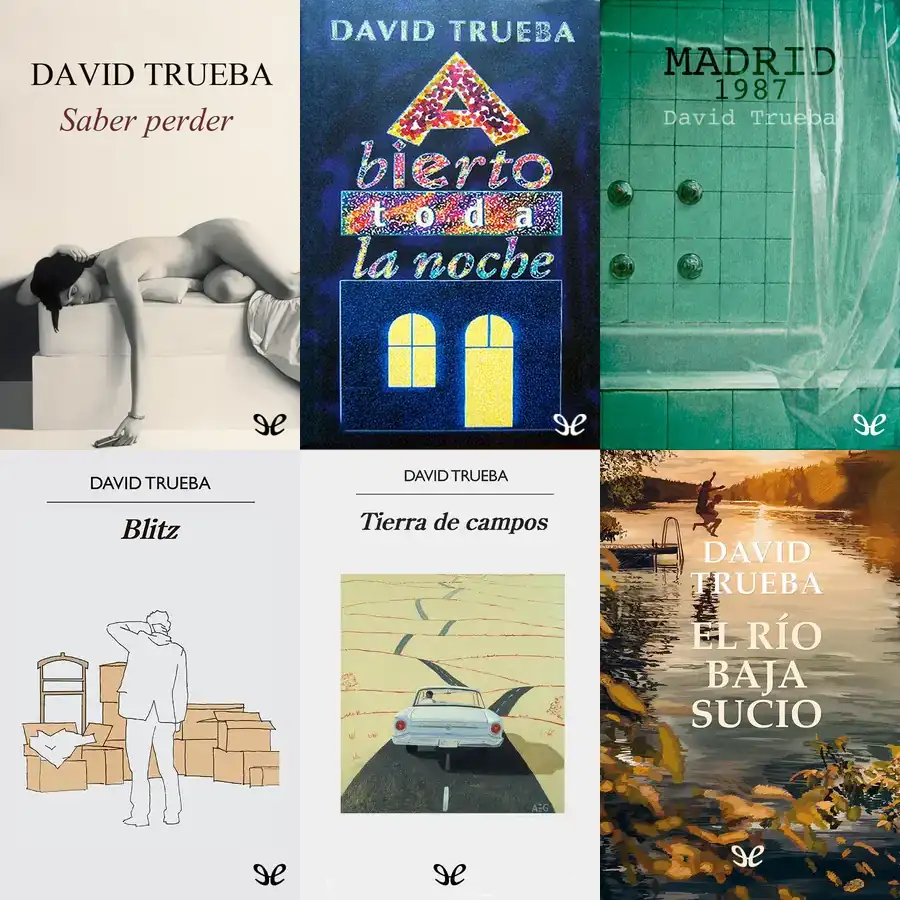 DAVID TRUEBA
Saber perder
DAVID TRUEBA
A
bierto
toda
la noche
MADRID
1987
David Trueba
DAVID TRUEBA
Blitz
DAVID TRUEBA
Tierra de campos
AEG
DAVID
TRUEBA
EL RÍO
BAJA
SUCIO